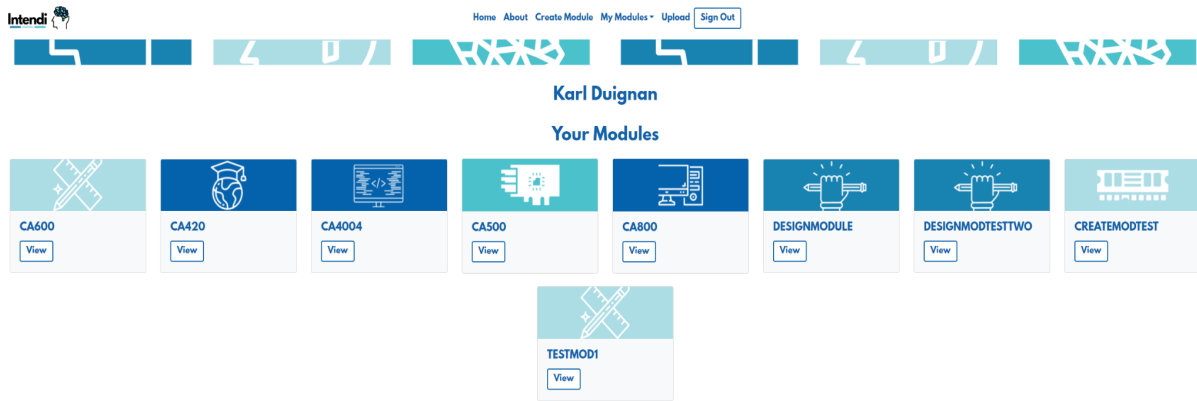 Intendi
Home About Create Module My Modules Upload Sign Out
Karl Duignan
Your Modules
CA600 CA420 CA4004 CA500 CA800 DESIGNMODULE DESIGNMODTESTTWO CREATEMODTEST
View View View View View View View View
TESTMOD1
View